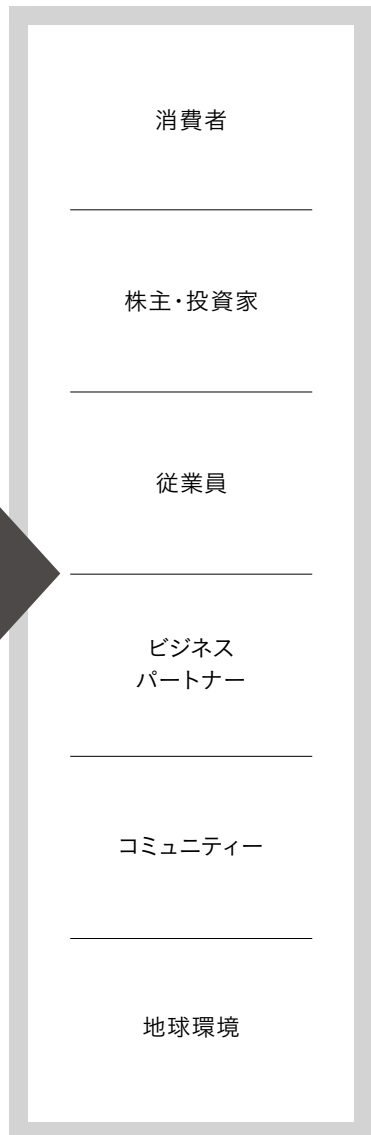 消費者
株主・投資家
従業員
ビジネス
パートナー
コミュニティー
地球環境